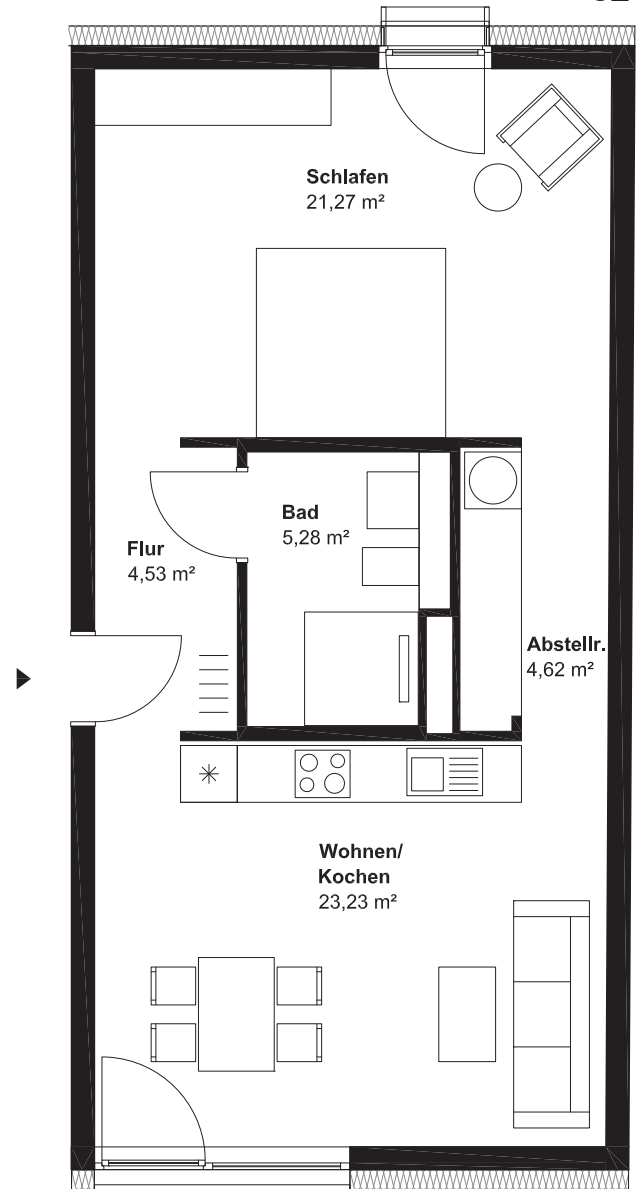 Schlafen
21,27 m²
Bad
5,28 m²
Flur
4,53 m²
Abstellr.
4,62 m²
Wohnen/
Kochen
23,23 m²